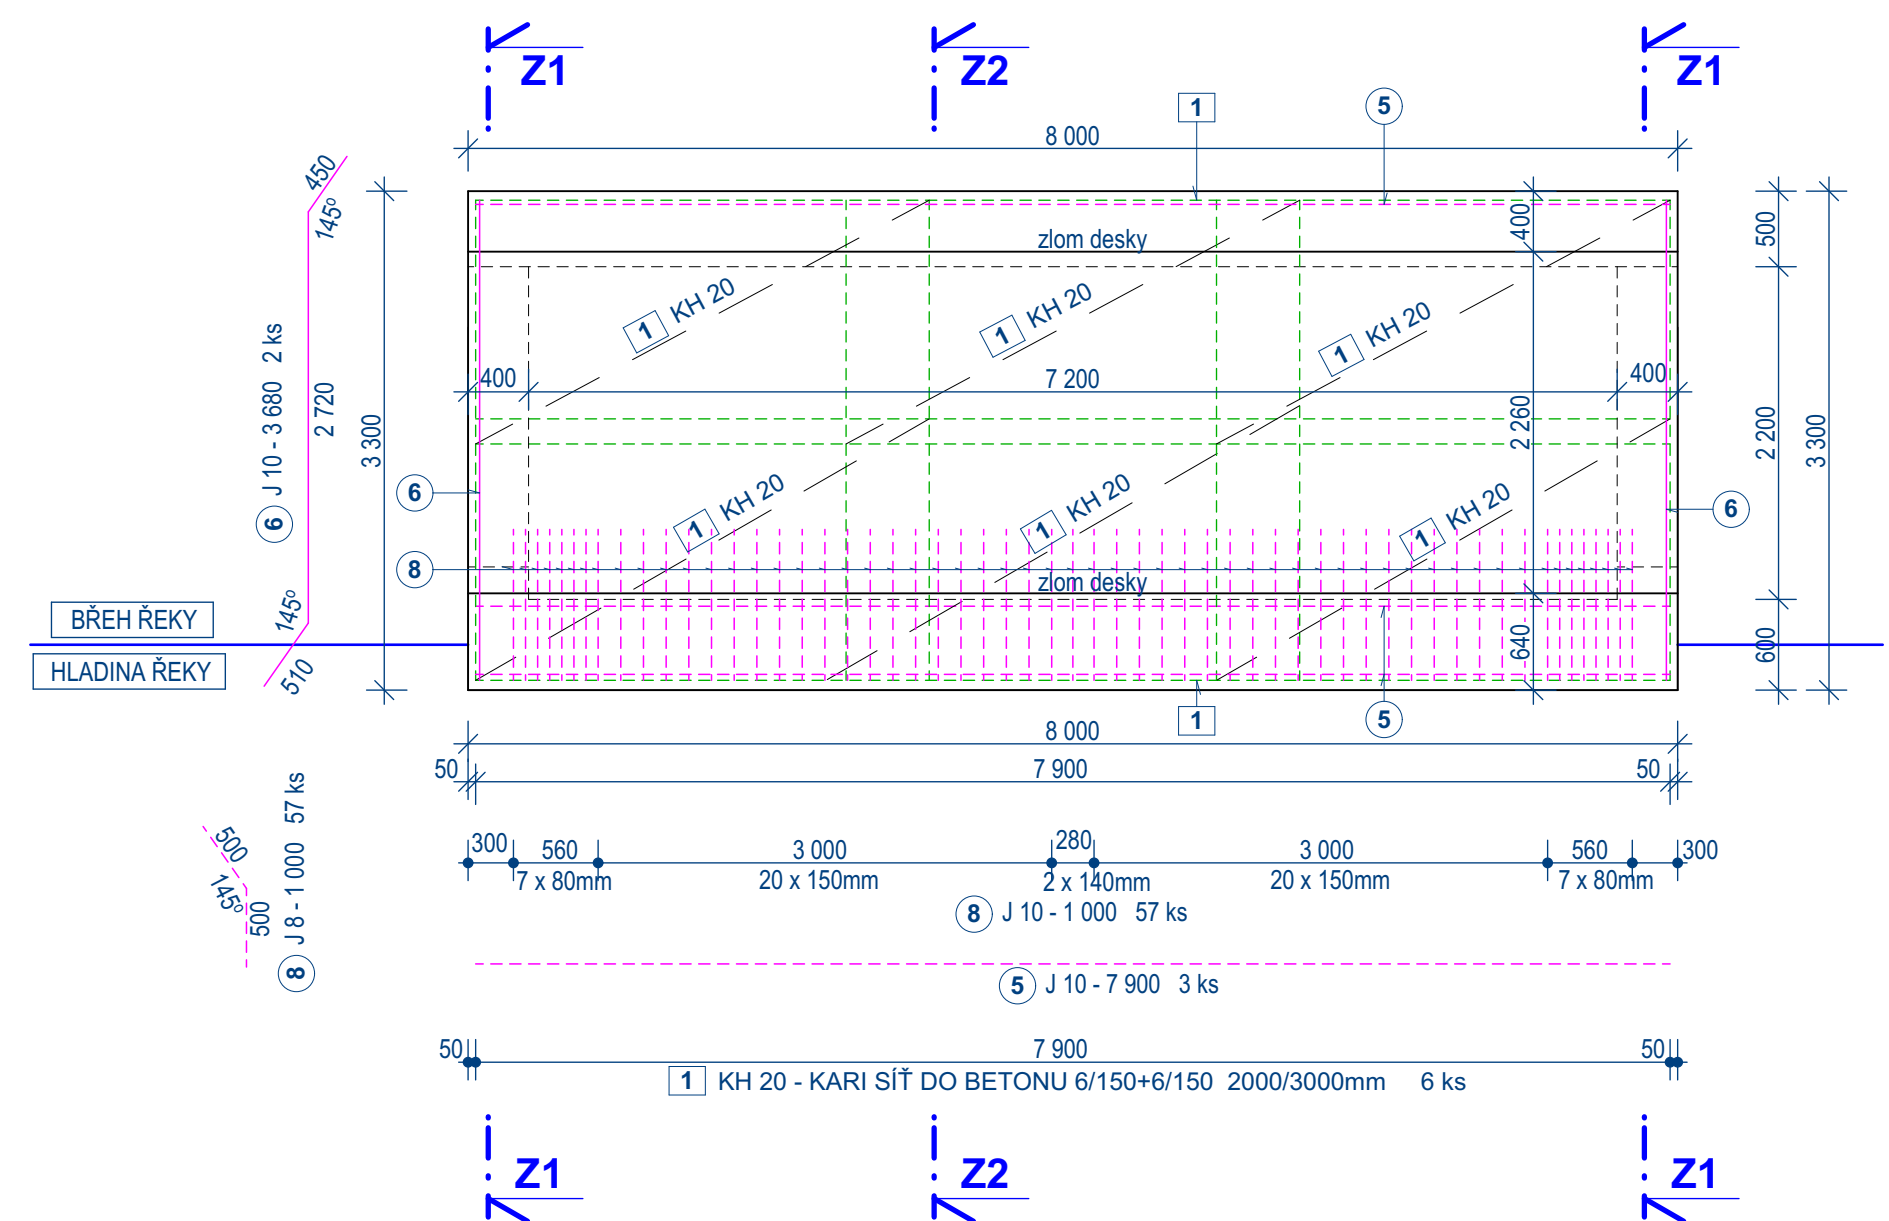 Z1 Z2 Z1
1 5
8 000
450
145°
2 720
145°
510
6 J 10 - 3 680 2 ks
3 300
zlom desky
400
500
1 KH 20
1 KH 20
1 KH 20
400 7 200 400
2 260
2 200
3 300
6
6
1 KH 20
1 KH 20
1 KH 20
8
zlom desky
BŘEH ŘEKY
HLADINA ŘEKY
640
600
1 5
8 000
50 7 900 50
500
145°
500
8 J 8 - 1 000 57 ks
300 560 3 000 280 3 000 560 300
7 x 80mm 20 x 150mm 2 x 140mm 20 x 150mm 7 x 80mm
8 J 10 - 1 000 57 ks
5 J 10 - 7 900 3 ks
50 7 900 50
1 KH 20 - KARI SÍŤ DO BETONU 6/150+6/150 2000/3000mm 6 ks
Z1 Z2 Z1